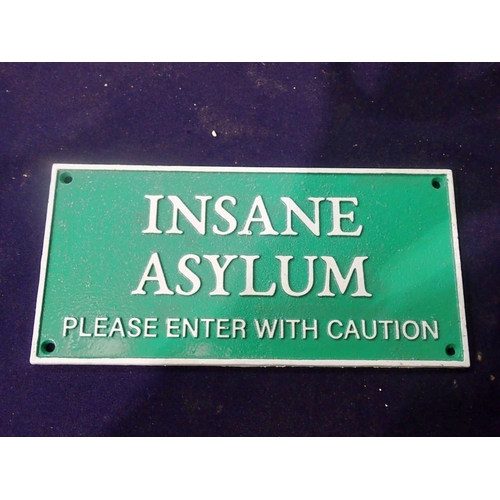 INSANE
ASYLUM
PLEASE ENTER WITH CAUTION